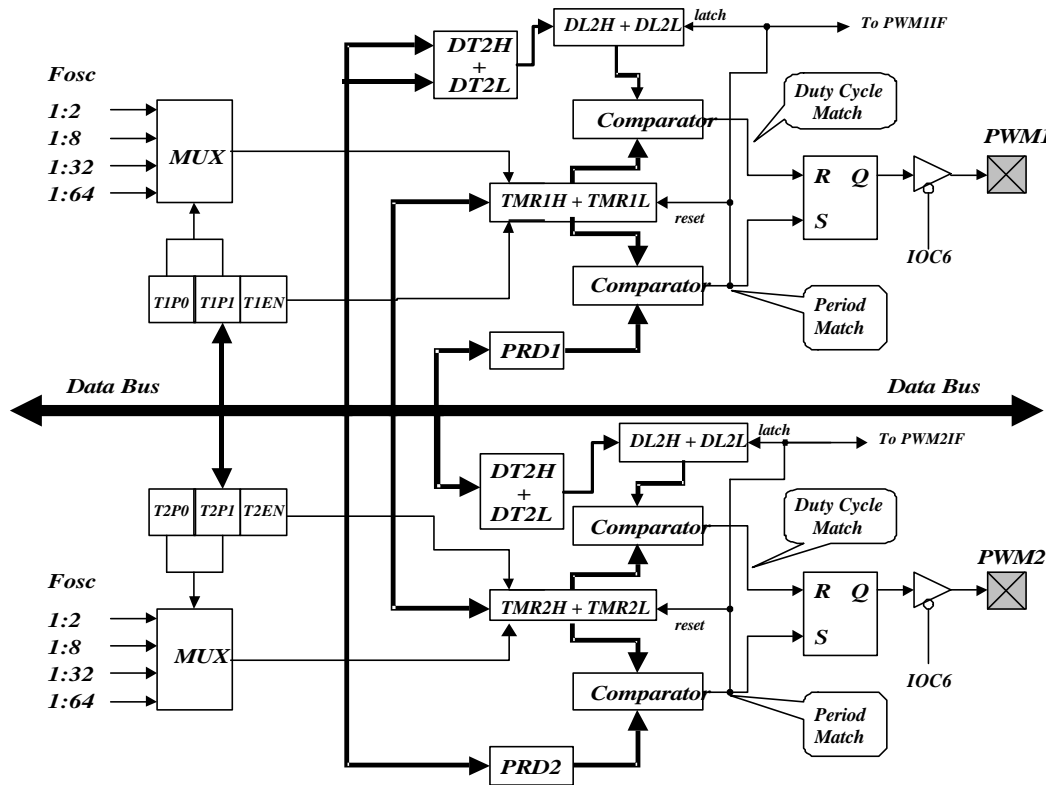 DL2H + DL2L
latch
To PWM1IF
DT2H
+
DT2L
Fosc
1:2
1:8
1:32
1:64
MUX
Comparator
Duty Cycle
Match
PWM1
TMR1H + TMR1L
reset
R Q
S
IOC6
T1P0 T1P1 T1EN
Comparator
Period
Match
PRD1
Data Bus
Data Bus
DL2H + DL2L
latch
To PWM2IF
DT2H
+
DT2L
T2P0 T2P1 T2EN
Comparator
Duty Cycle
Match
PWM2
Fosc
1:2
1:8
1:32
1:64
MUX
TMR2H + TMR2L
reset
R Q
S
IOC6
Comparator
Period
Match
PRD2